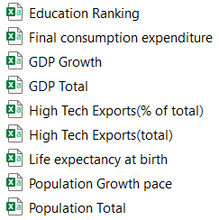 Education Ranking
Final consumption expenditure
GDP Growth
GDP Total
High Tech Exports(% of total)
High Tech Exports(total)
Life expectancy at birth
Population Growth pace
Population Total